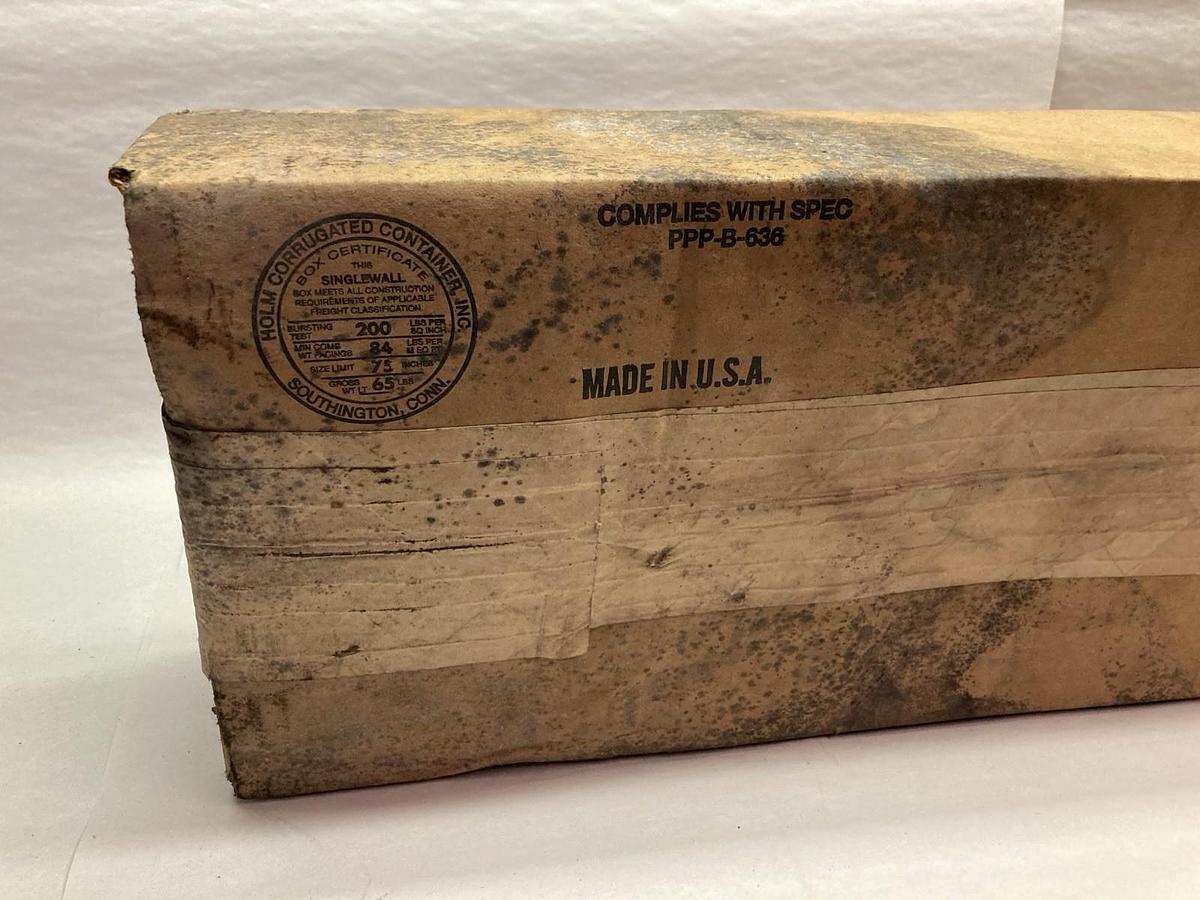 COMPLIES WITH SPEC
PPP-B-636
HOLM CORRUGATED CONTAINER, INC.
BOX CERTIFICATE
THIS
SINGLEWALL
BOX MEETS ALL CONSTRUCTION
REQUIREMENTS OF APPLICABLE
FREIGHT CLASSIFICATION
BURSTING TEST 200 LBS PER SQ INCH
MIN COMB WT FACINGS 84 LBS PER M SQ FT
SIZE LIMIT 75 INCHES
GROSS WT LT 65 LBS
SOUTHINGTON, CONN.
MADE IN U.S.A.